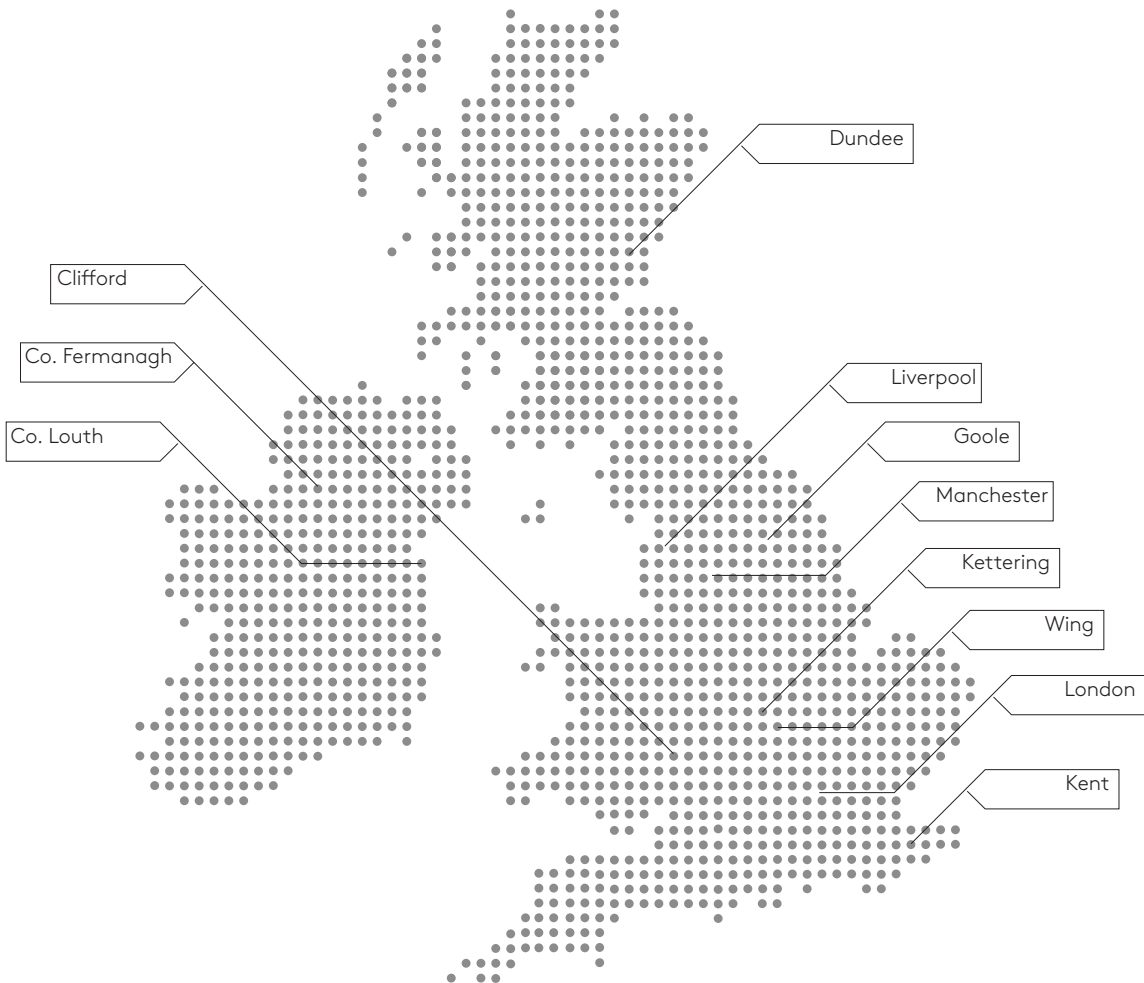 Dundee
Clifford
Co. Fermanagh
Liverpool
Co. Louth
Goole
Manchester
Kettering
Wing
London
Kent